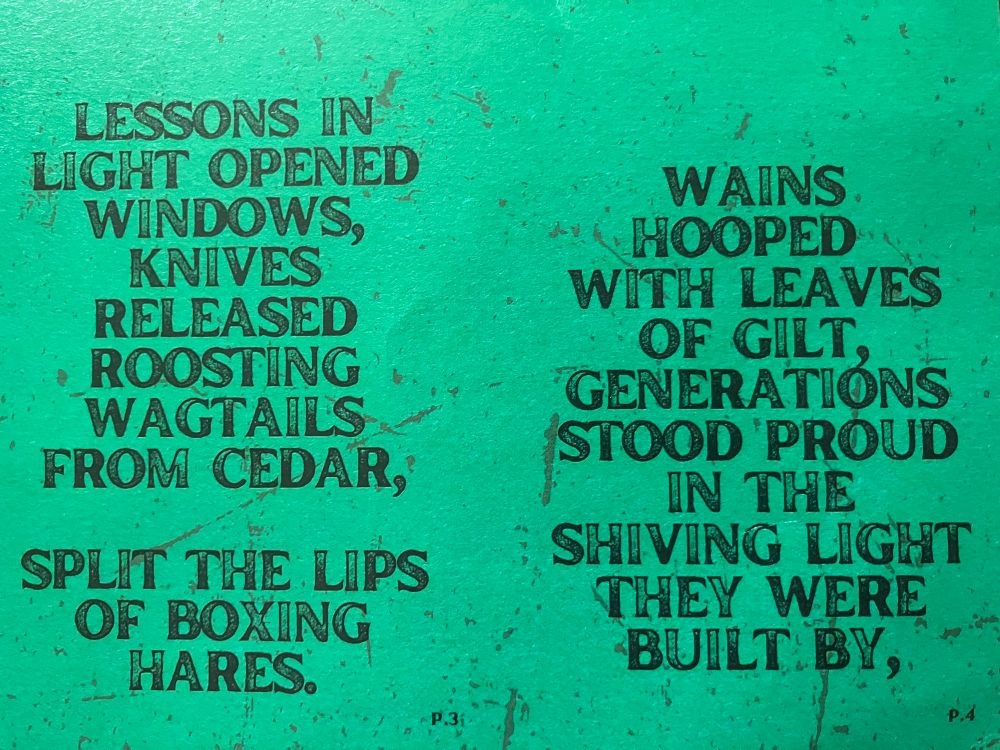 LESSONS IN
LIGHT OPENED
WINDOWS,
KNIVES
RELEASED
ROOSTING
WAGTAILS
FROM CEDAR,
SPLIT THE LIPS
OF BOXING
HARES.
P.3
WAINS
HOOPED
WITH LEAVES
OF GILT,
GENERATIONS
STOOD PROUD
IN THE
SHIVING LIGHT
THEY WERE
BUILT BY,
P.4